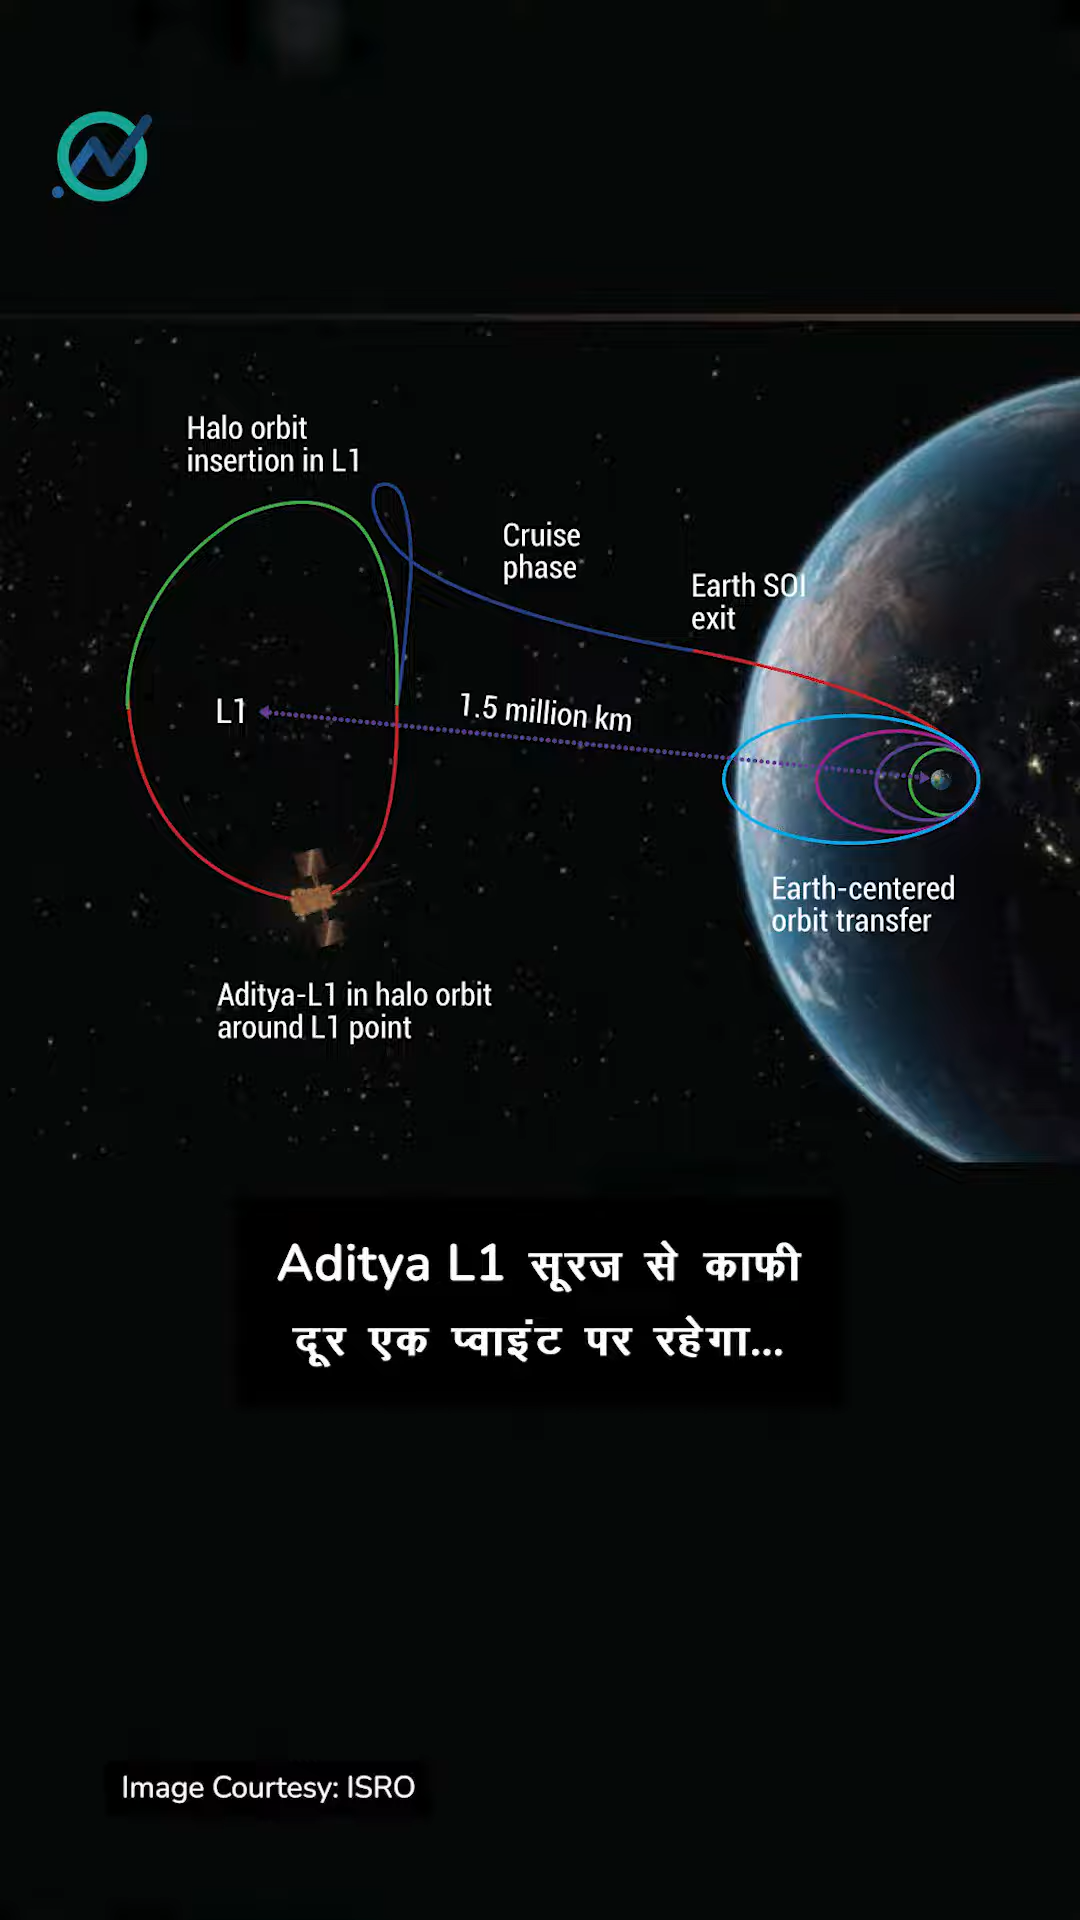 Halo orbit
insertion in L1
Cruise
phase
Earth SOI
exit
L1
1.5 million km
Earth-centered
orbit transfer
Aditya-L1 in halo orbit
around L1 point
Aditya L1 सूरज से काफी
दूर एक प्वाइंट पर रहेगा...
Image Courtesy: ISRO